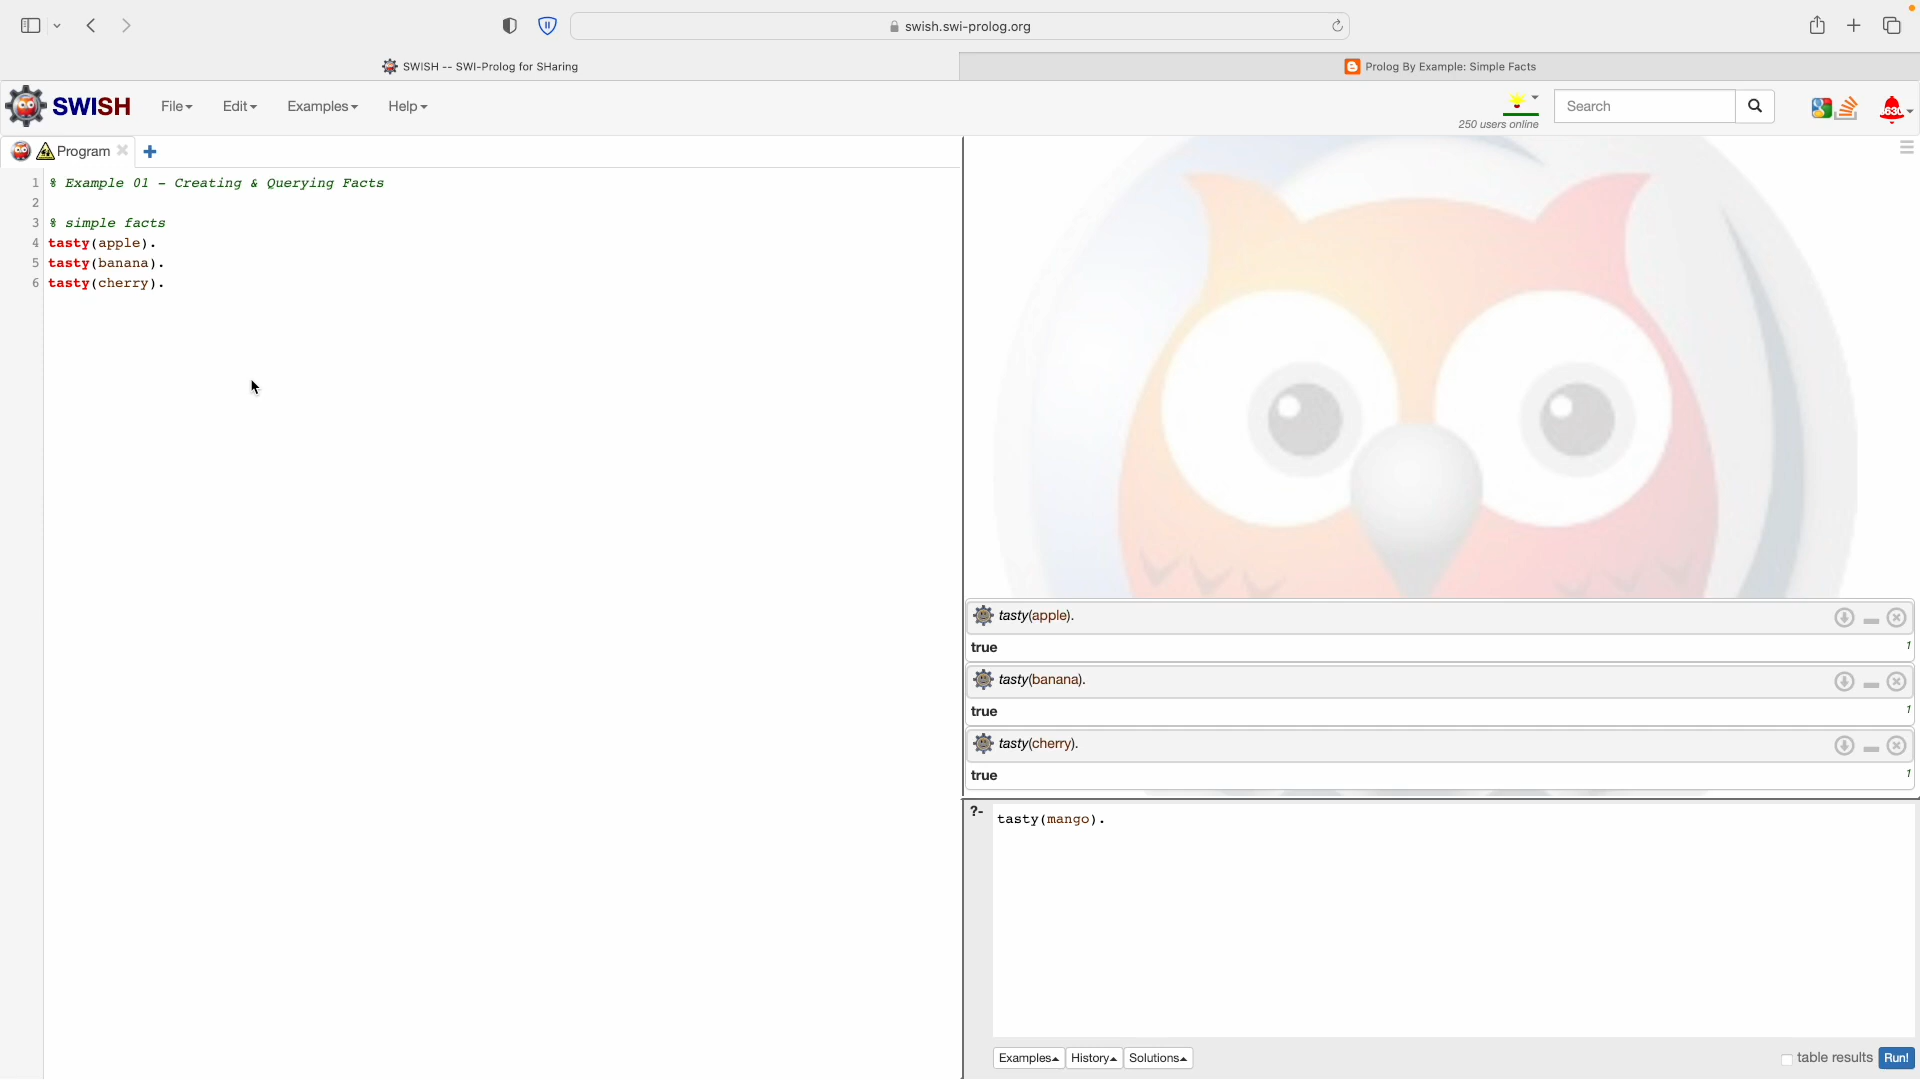 swish.swi-prolog.org
SWISH -- SWI-Prolog for SHaring
Prolog By Example: Simple Facts
SWISH
File
Edit
Examples
Help
250 users online
Search
Program
1 % Example 01 - Creating & Querying Facts
2
3 % simple facts
4 tasty(apple).
5 tasty(banana).
6 tasty(cherry).
tasty(apple).
true
1
tasty(banana).
true
1
tasty(cherry).
true
1
?-
tasty(mango).
Examples
History
Solutions
table results
Run!